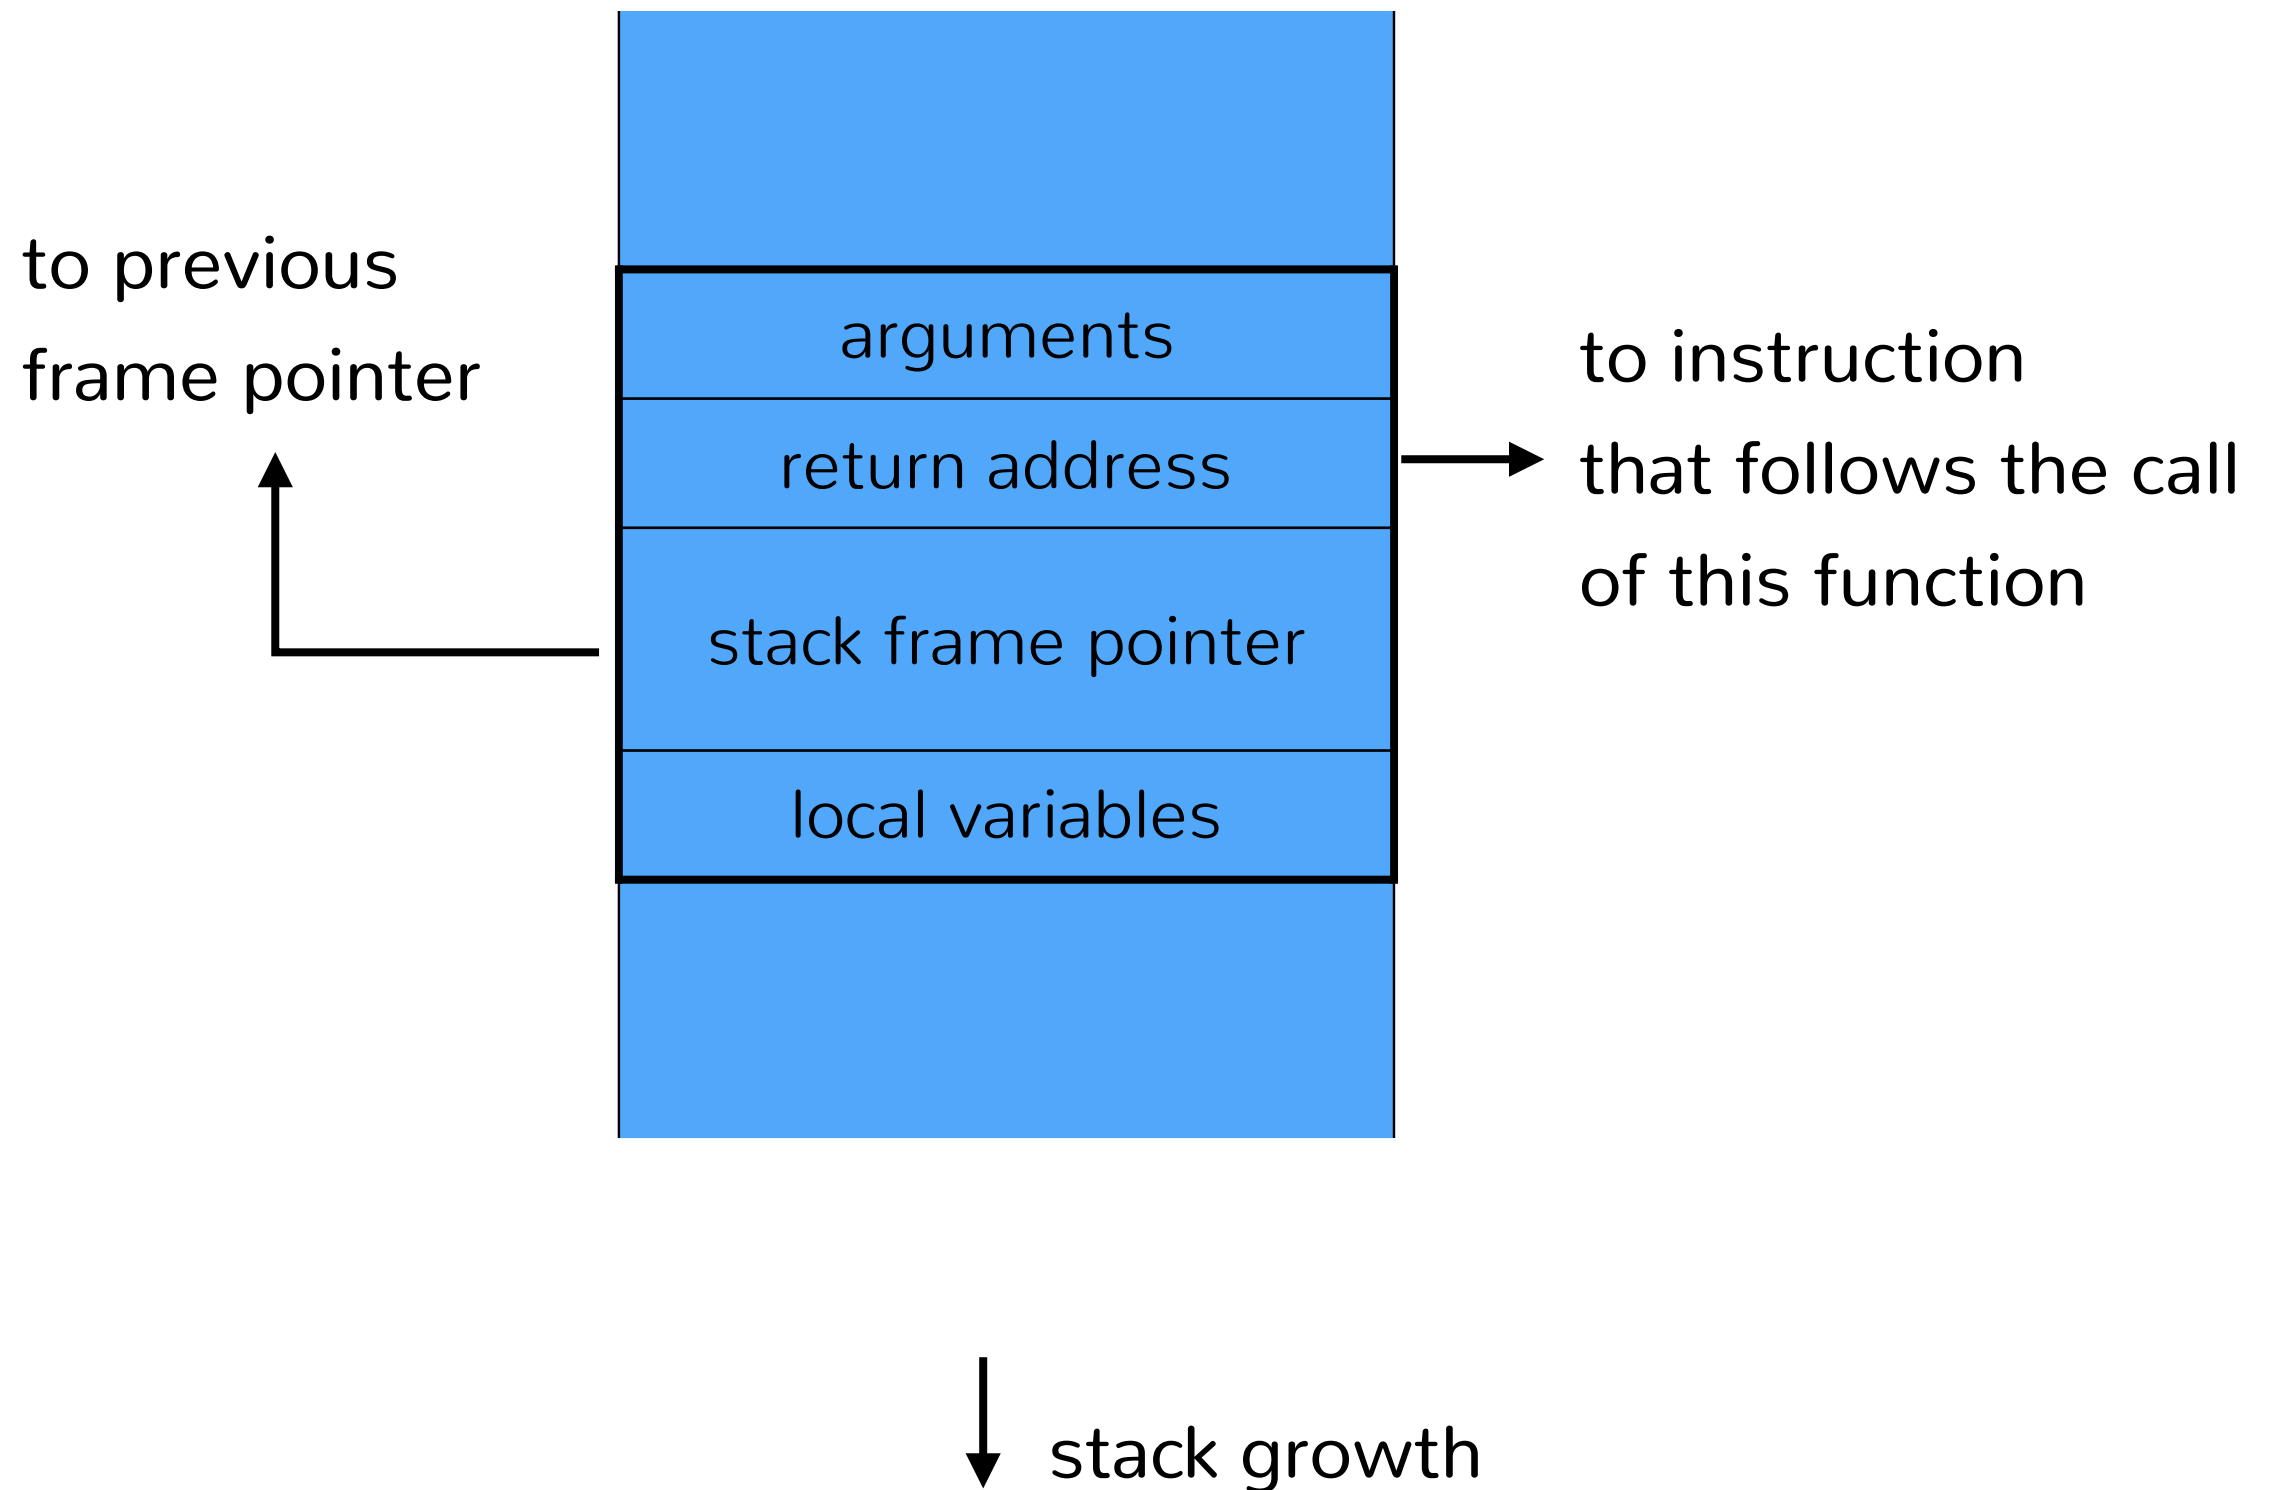 to previous
frame pointer
arguments
return address
stack frame pointer
local variables
to instruction
that follows the call
of this function
stack growth